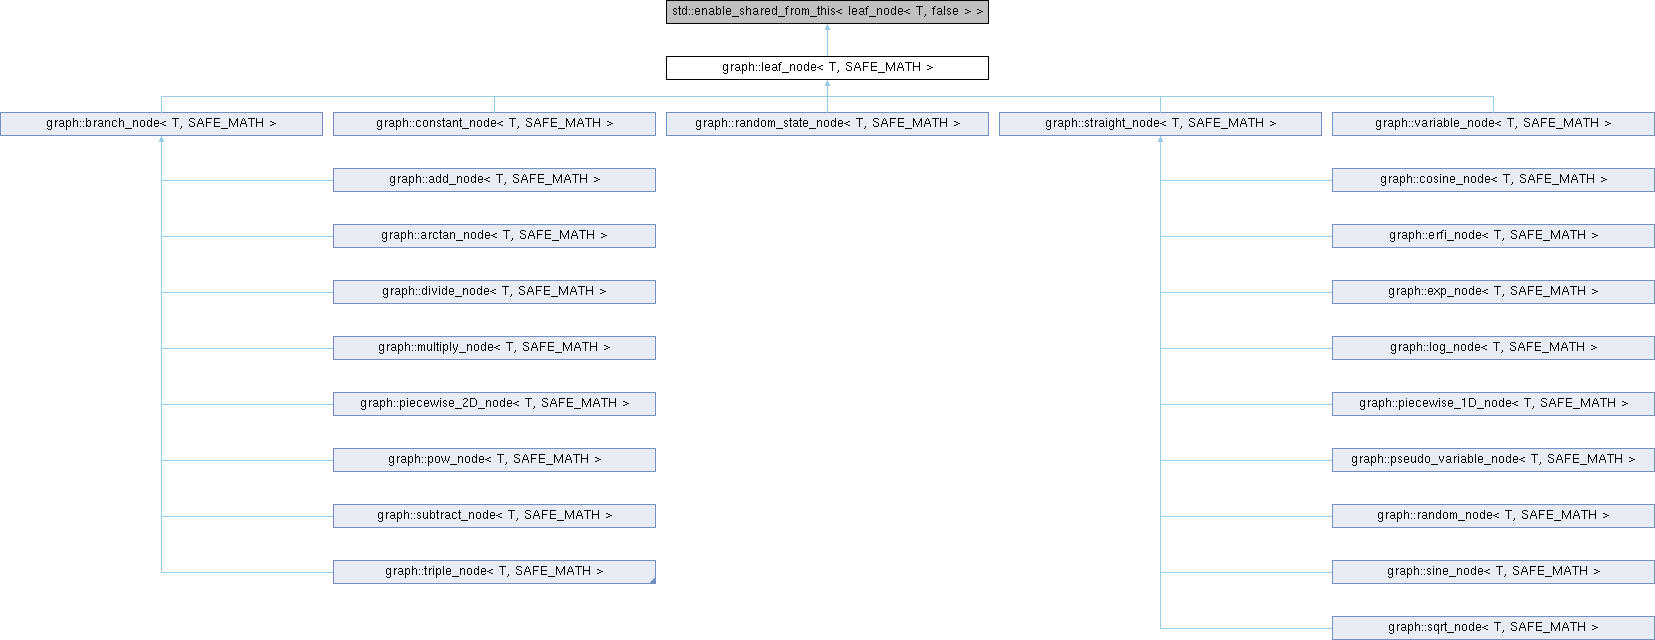 std::enable_shared_from_this< leaf_node< T, false > >
graph::leaf_node< T, SAFE_MATH >
graph::branch_node< T, SAFE_MATH >
graph::constant_node< T, SAFE_MATH >
graph::random_state_node< T, SAFE_MATH >
graph::straight_node< T, SAFE_MATH >
graph::variable_node< T, SAFE_MATH >
graph::add_node< T, SAFE_MATH >
graph::cosine_node< T, SAFE_MATH >
graph::arctan_node< T, SAFE_MATH >
graph::erfi_node< T, SAFE_MATH >
graph::divide_node< T, SAFE_MATH >
graph::exp_node< T, SAFE_MATH >
graph::multiply_node< T, SAFE_MATH >
graph::log_node< T, SAFE_MATH >
graph::piecewise_2D_node< T, SAFE_MATH >
graph::piecewise_1D_node< T, SAFE_MATH >
graph::pow_node< T, SAFE_MATH >
graph::pseudo_variable_node< T, SAFE_MATH >
graph::subtract_node< T, SAFE_MATH >
graph::random_node< T, SAFE_MATH >
graph::triple_node< T, SAFE_MATH >
graph::sine_node< T, SAFE_MATH >
graph::sqrt_node< T, SAFE_MATH >